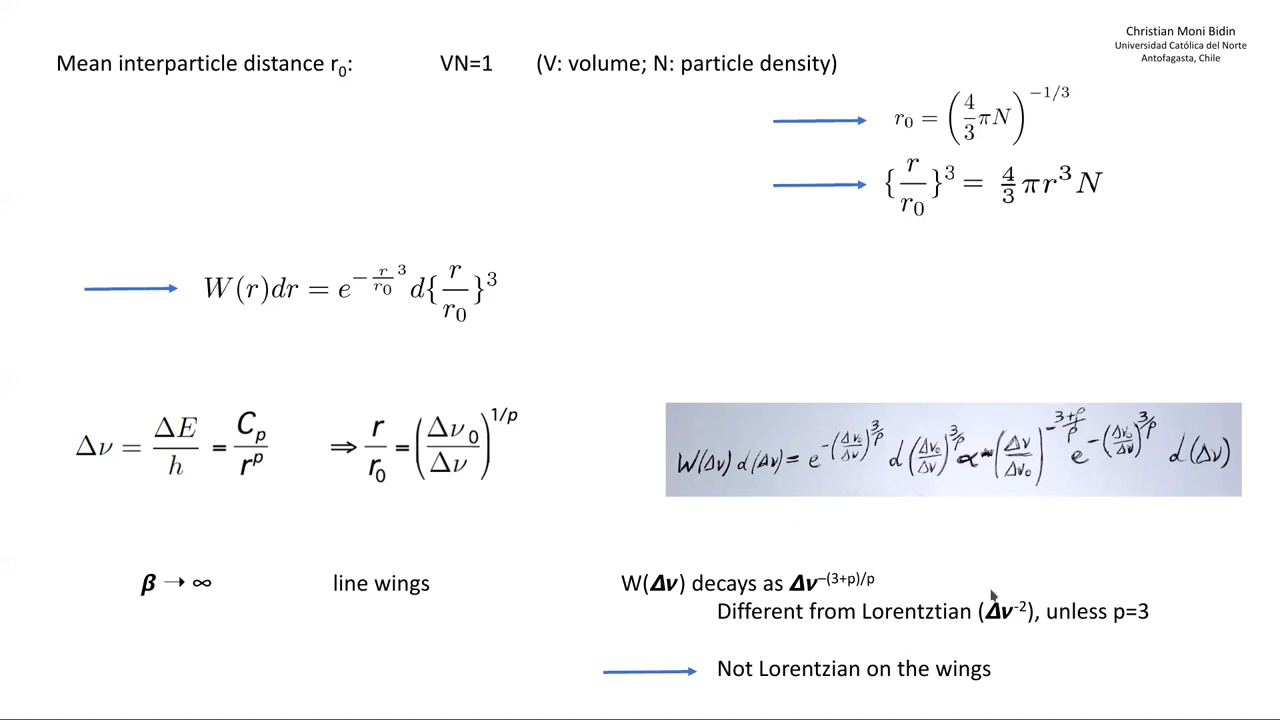 Christian Moni Bidin
Universidad Católica del Norte
Antofagasta, Chile
Mean interparticle distance r₀: VN=1 (V: volume; N: particle density)
r₀ = (4/3 πN)^{-1/3}
{r/r₀}³ = 4/3 πr³N
W(r)dr = e^{-r/r₀ ³} d{r/r₀}³
Δν = ΔE/h = C_p/r^p ⇒ r/r₀ = (Δν₀/Δν)^{1/p}
W(Δν) d(Δν) = e^{-(Δν₀/Δν)^{3/p}} d(Δν₀/Δν)^{3/p} ∝ -(Δν/Δν₀)^{-(3+p)/p} e^{-(Δν₀/Δν)^{3/p}} d(Δν)
β → ∞ line wings W(Δν) decays as Δν^{–(3+p)/p}
Different from Lorentztian (Δν⁻²), unless p=3
Not Lorentzian on the wings